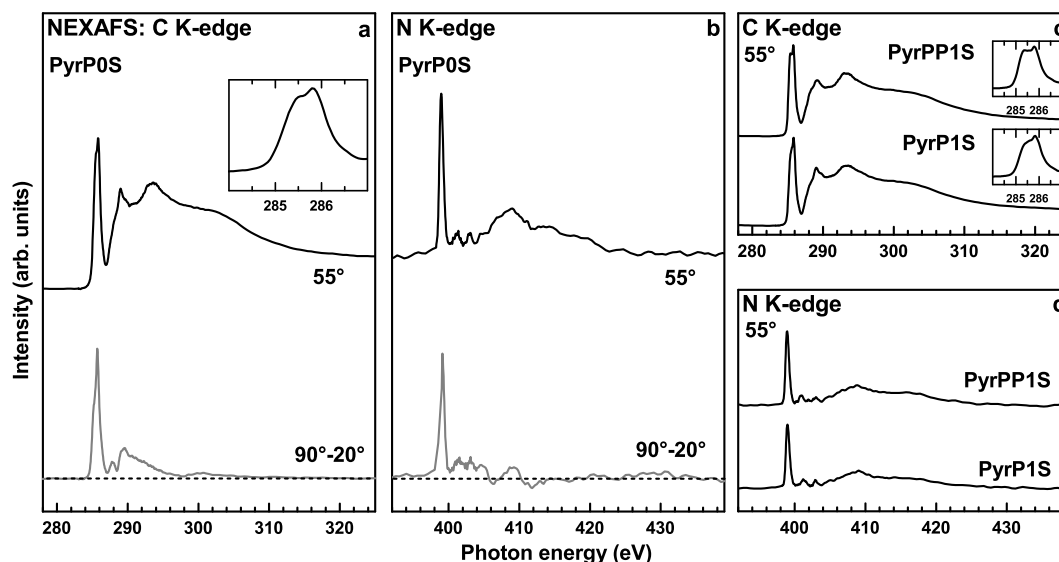 NEXAFS: C K-edge a
PyrP0S
285 286
55°
90°-20°
280 290 300 310 320
Intensity (arb. units)
N K-edge b
PyrP0S
55°
90°-20°
400 410 420 430
Photon energy (eV)
C K-edge
55°
PyrPP1S
285 286
PyrP1S
285 286
280 290 300 310 320
N K-edge
55°
PyrPP1S
PyrP1S
400 410 420 430